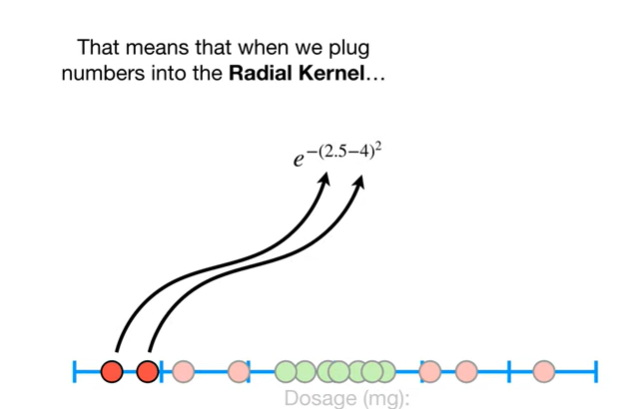 That means that when we plug
numbers into the Radial Kernel…
e^−(2.5−4)²
Dosage (mg):